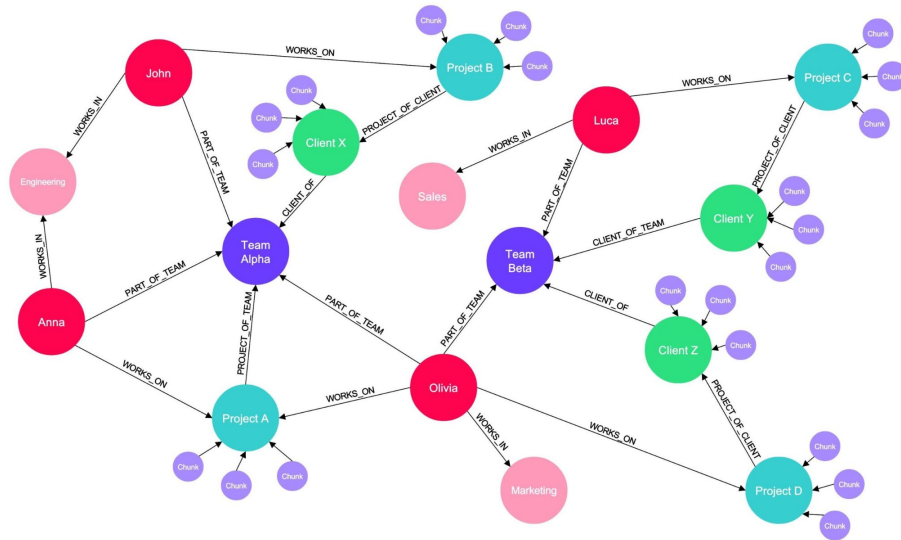 Chunk
Chunk
Chunk
WORKS_ON
Project B
John
Chunk
Chunk
WORKS_ON
Project C
Chunk
Chunk
Chunk
Chunk
Chunk
Client X
PROJECT_OF_CLIENT
Luca
WORKS_IN
PART_OF_TEAM
WORKS_IN
PROJECT_OF_CLIENT
Engineering
CLIENT_OF
Sales
PART_OF_TEAM
Chunk
Client Y
Chunk
Chunk
Team
Alpha
CLIENT_OF_TEAM
Team
Beta
WORKS_IN
PART_OF_TEAM
CLIENT_OF
Chunk
Chunk
Chunk
Anna
PROJECT_OF_TEAM
PART_OF_TEAM
PART_OF_TEAM
Client Z
WORKS_ON
WORKS_ON
Olivia
PROJECT_OF_CLIENT
Project A
WORKS_IN
WORKS_ON
Chunk
Chunk
Chunk
Marketing
Project D
Chunk
Chunk
Chunk